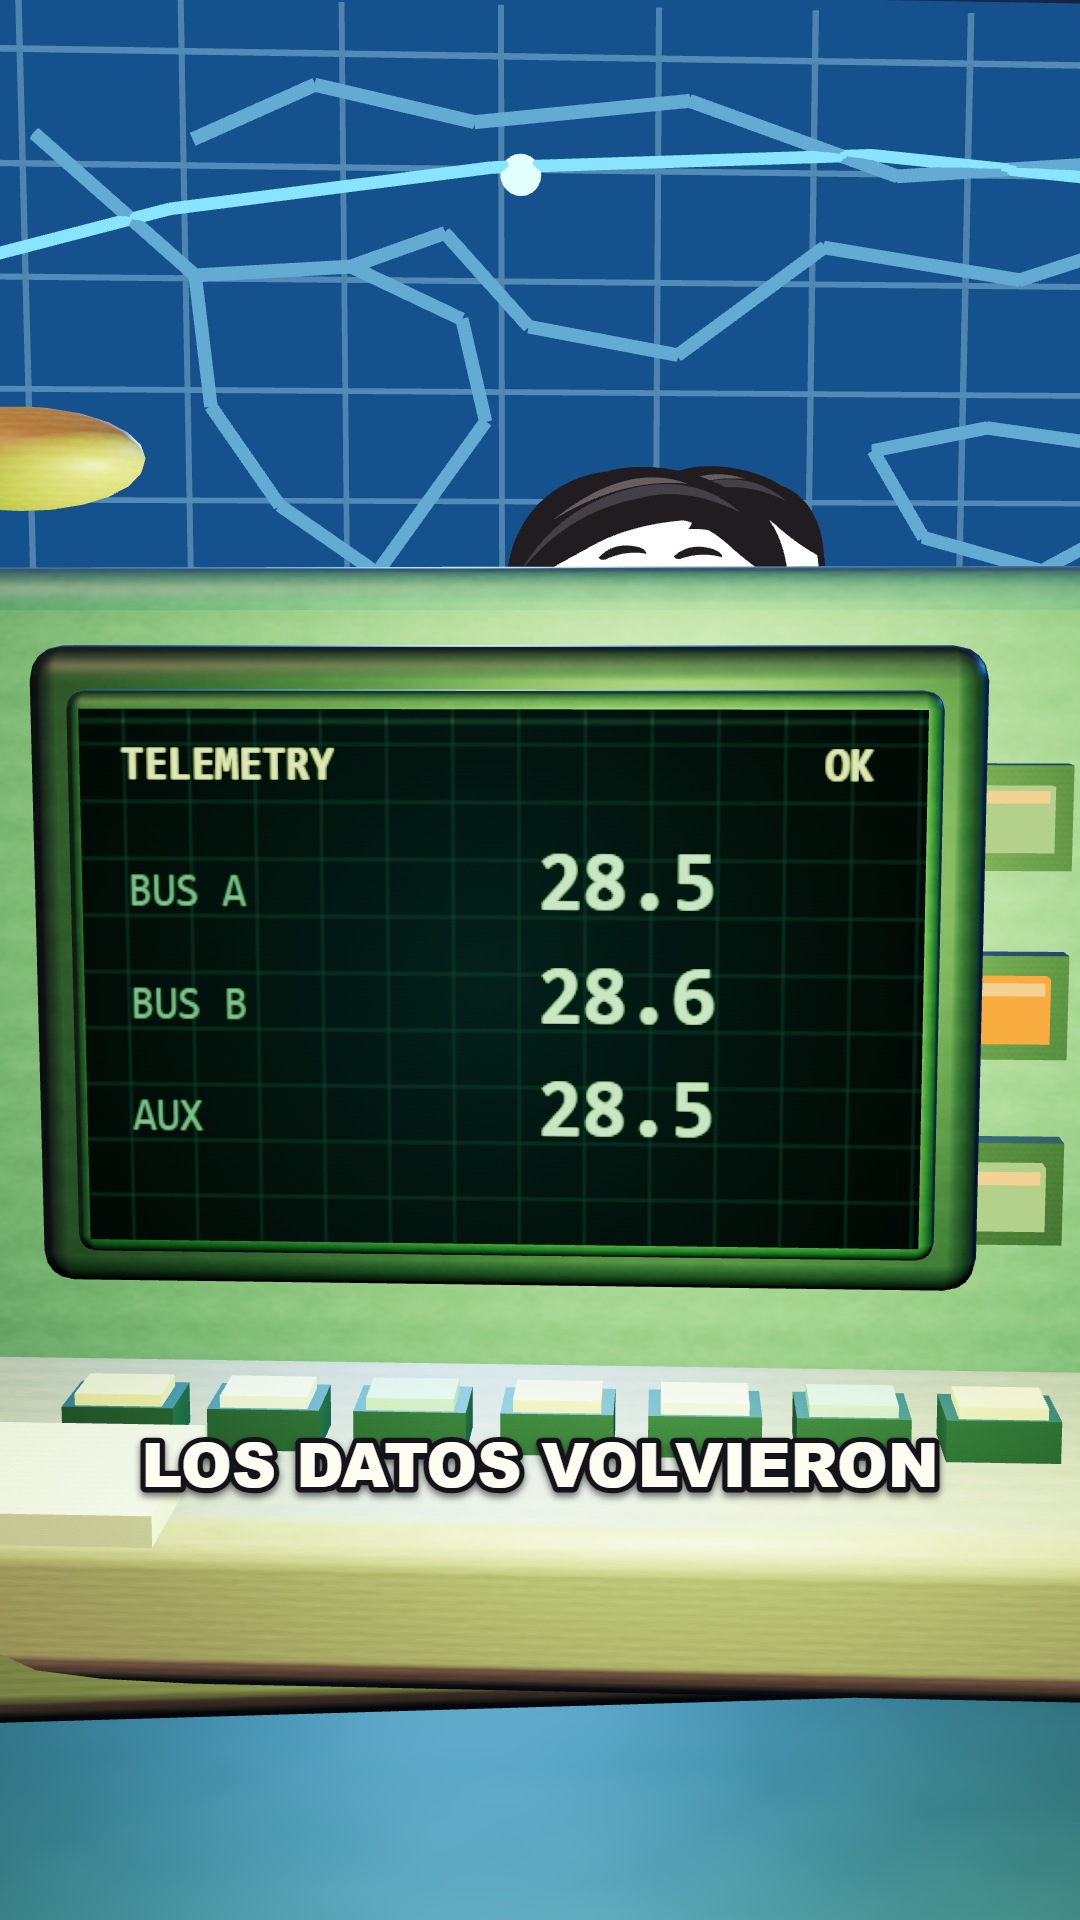 TELEMETRY OK
BUS A 28.5
BUS B 28.6
AUX 28.5
LOS DATOS VOLVIERON